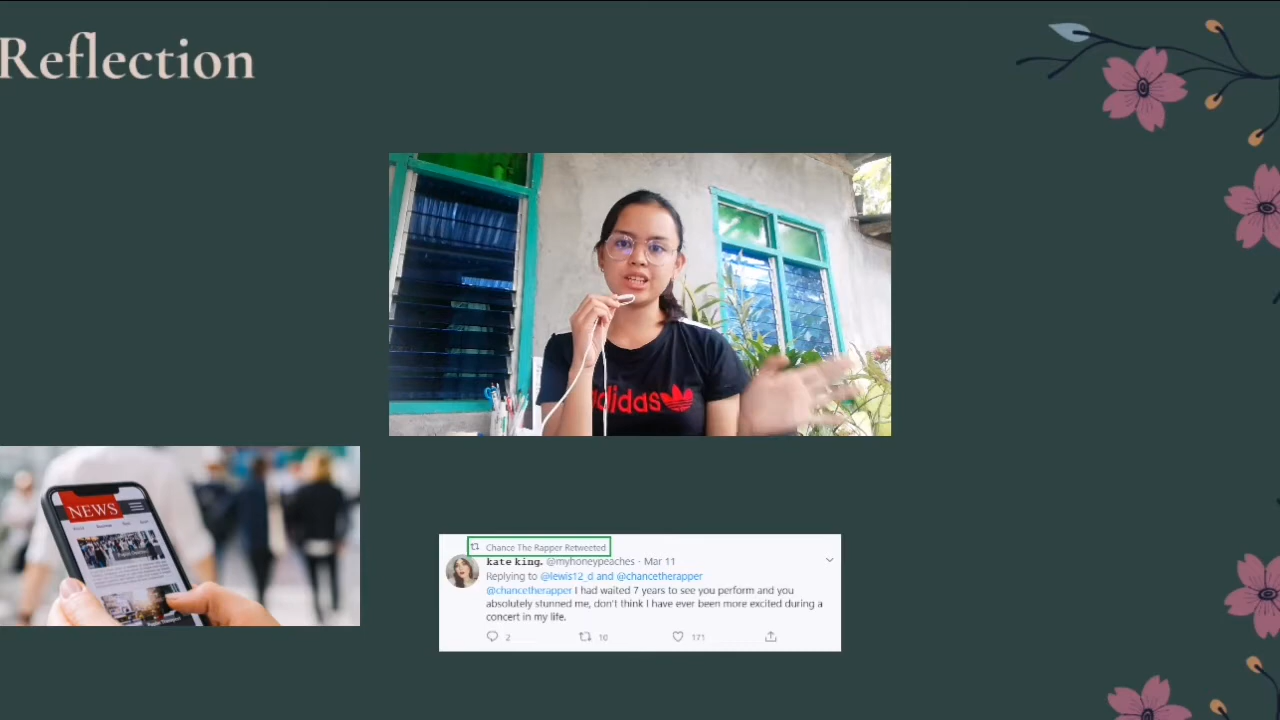 Reflection
adidas
NEWS
Chance The Rapper Retweeted
kate king. @myhoneypeaches · Mar 11
Replying to @lewis12_d and @chancetherapper
@chancetherapper I had waited 7 years to see you perform and you
absolutely stunned me, don't think I have ever been more excited during a
concert in my life.
2 10 171